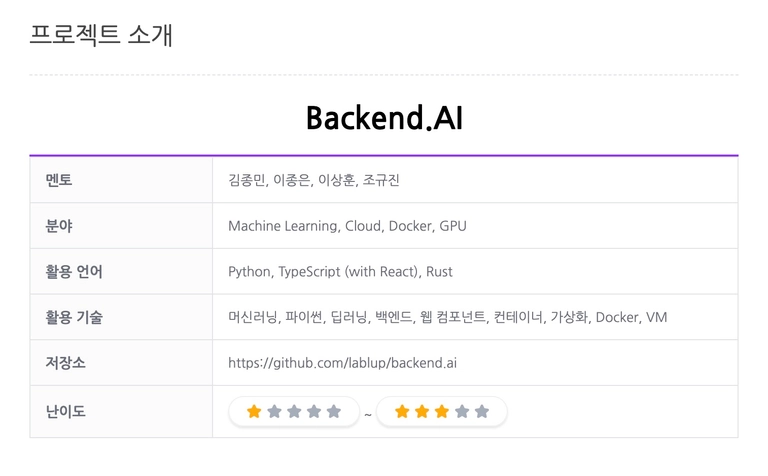 프로젝트 소개
Backend.AI
멘토 김종민, 이종은, 이상훈, 조규진
분야 Machine Learning, Cloud, Docker, GPU
활용 언어 Python, TypeScript (with React), Rust
활용 기술 머신러닝, 파이썬, 딥러닝, 백엔드, 웹 컴포넌트, 컨테이너, 가상화, Docker, VM
저장소 https://github.com/lablup/backend.ai
난이도 ~